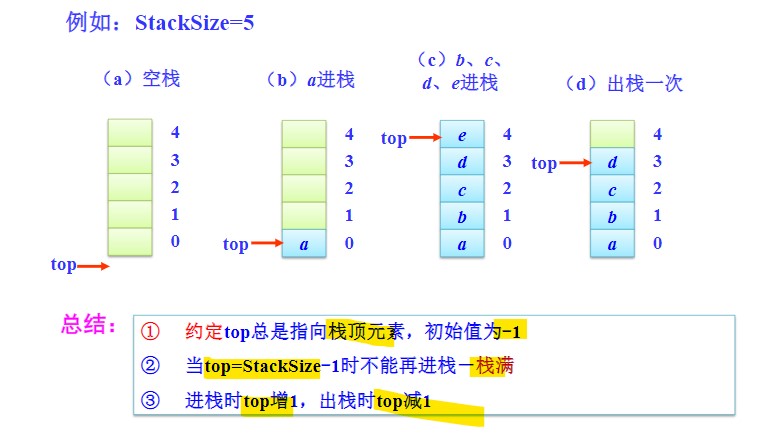 例如：StackSize=5
（a）空栈
（b）a进栈
（c）b、c、
d、e进栈
（d）出栈一次
4
3
2
1
0
top
4
3
2
1
top a 0
top e 4
d 3
c 2
b 1
a 0
4
top d 3
c 2
b 1
a 0
总结：
① 约定top总是指向栈顶元素，初始值为-1
② 当top=StackSize-1时不能再进栈－栈满
③ 进栈时top增1，出栈时top减1